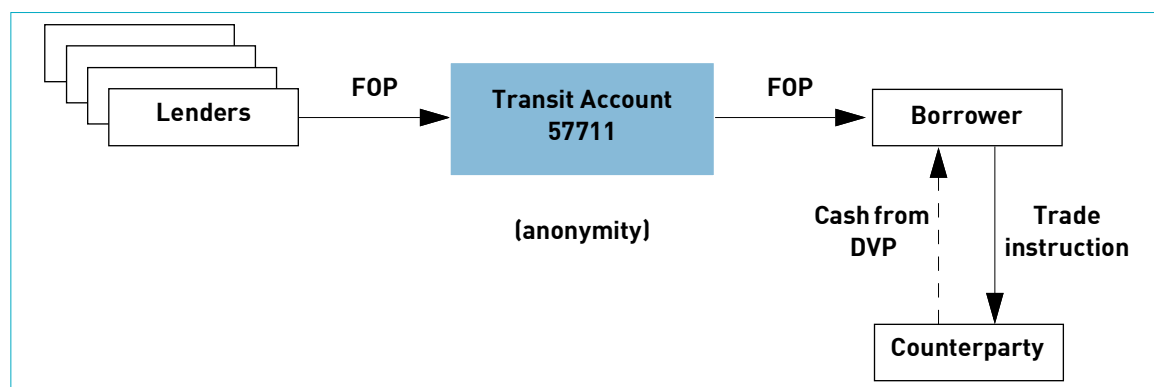 FOP
FOP
Lenders
Transit Account
57711
Borrower
(anonymity)
Cash from
DVP
Trade
instruction
Counterparty